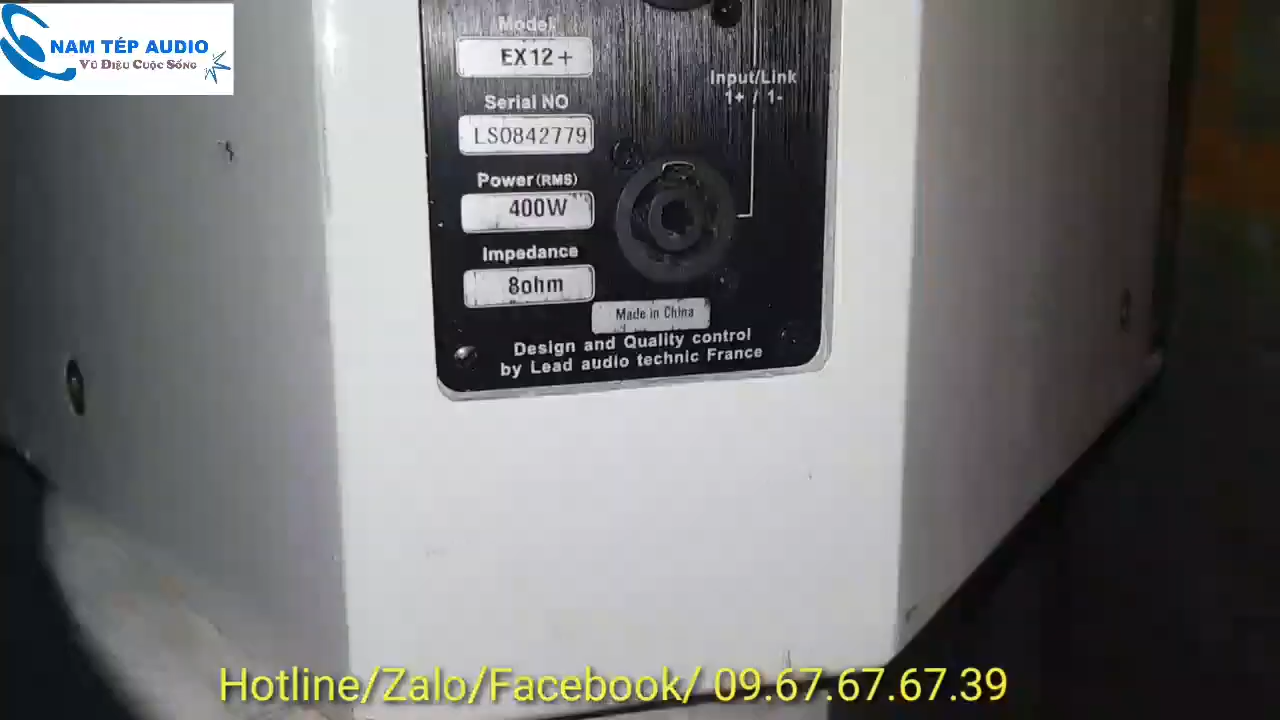 NAM TÉP AUDIO
Vũ Điệu Cuộc Sống
Model
EX12+
Serial NO
LS0842779
Power(RMS)
400W
Impedance
8ohm
Input/Link
1+ / 1-
Made in China
Design and Quality control
by Lead audio technic France
Hotline/Zalo/Facebook/ 09.67.67.67.39